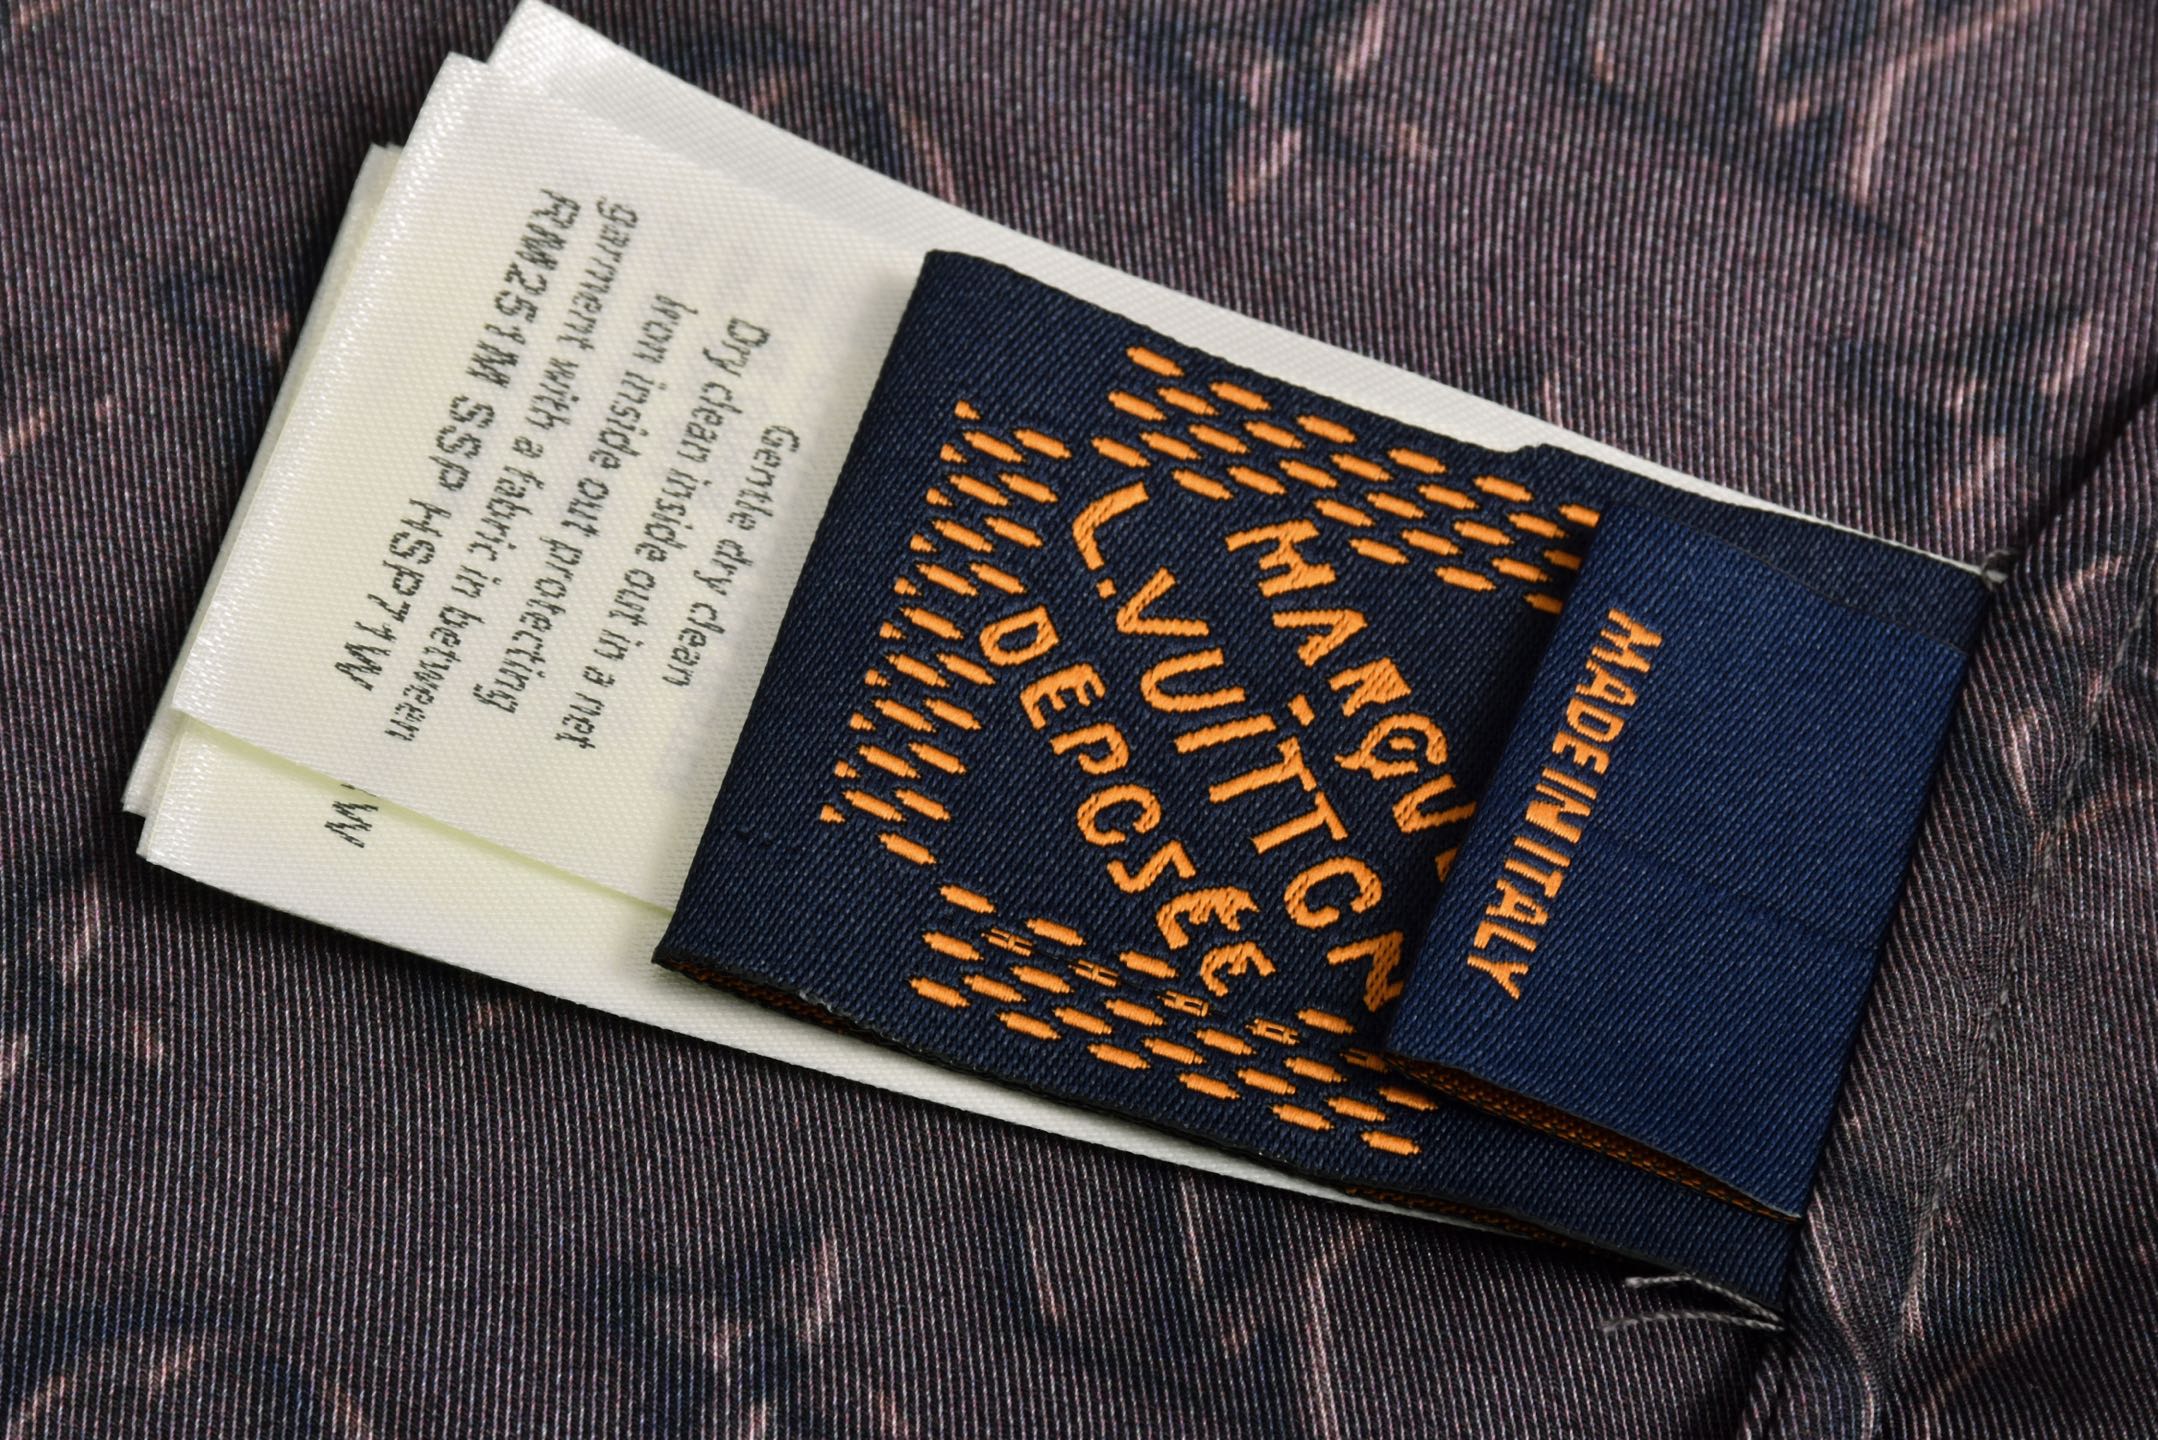 Gentle dry clean
Dry clean inside out in a net
Iron inside out protecting
garment with a fabric in between
RM251M SSP HSP71W
W
MARQU
L.VUITTON
DEPOSEE
MADE IN ITALY